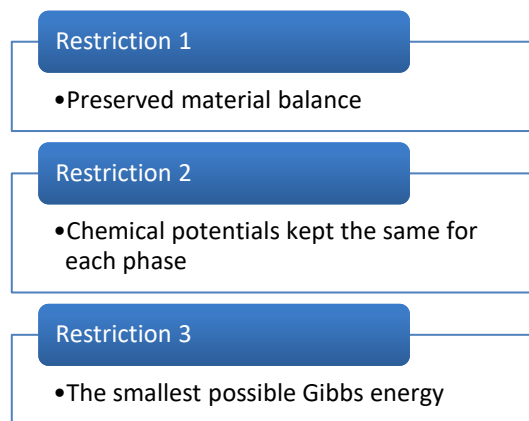 Restriction 1
•Preserved material balance
Restriction 2
•Chemical potentials kept the same for
each phase
Restriction 3
•The smallest possible Gibbs energy